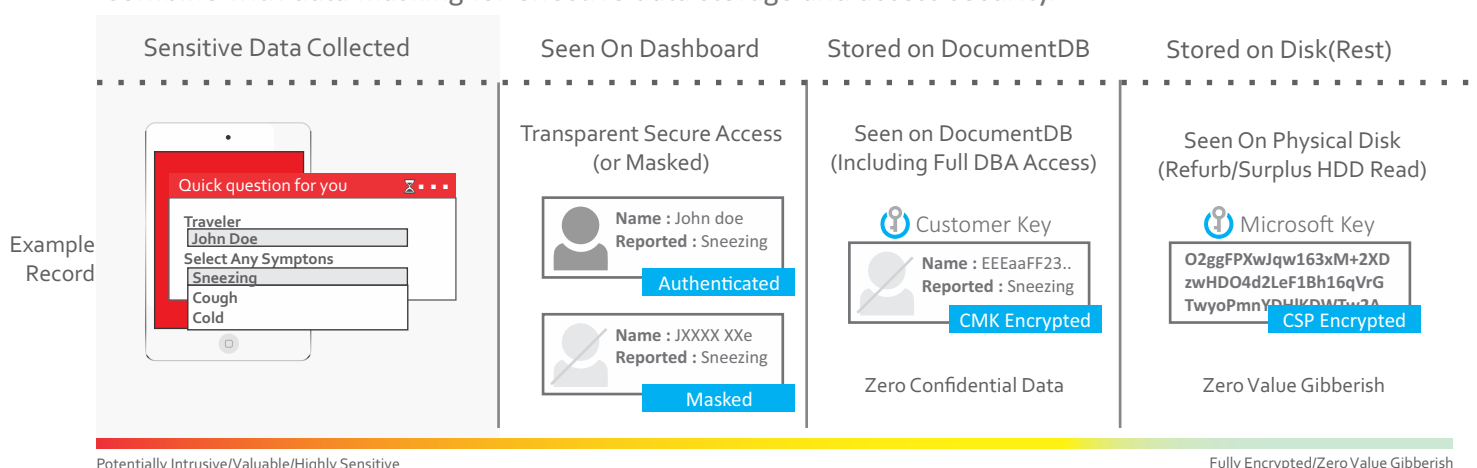 Sensitive Data Collected
Seen On Dashboard
Stored on DocumentDB
Stored on Disk(Rest)
Example
Record
Quick question for you
Traveler
John Doe
Select Any Symptons
Sneezing
Cough
Cold
Transparent Secure Access
(or Masked)
Name : John doe
Reported : Sneezing
Authenticated
Name : JXXXX XXe
Reported : Sneezing
Masked
Seen on DocumentDB
(Including Full DBA Access)
Customer Key
Name : EEEaaFF23..
Reported : Sneezing
CMK Encrypted
Zero Confidential Data
Seen On Physical Disk
(Refurb/Surplus HDD Read)
Microsoft Key
O2ggFPXwJqw163xM+2XD
zwHDO4d2LeF1Bh16qVrG
CSP Encrypted
Zero Value Gibberish
Potentially Intrusive/Valuable/Highly Sensitive
Fully Encrypted/Zero Value Gibberish